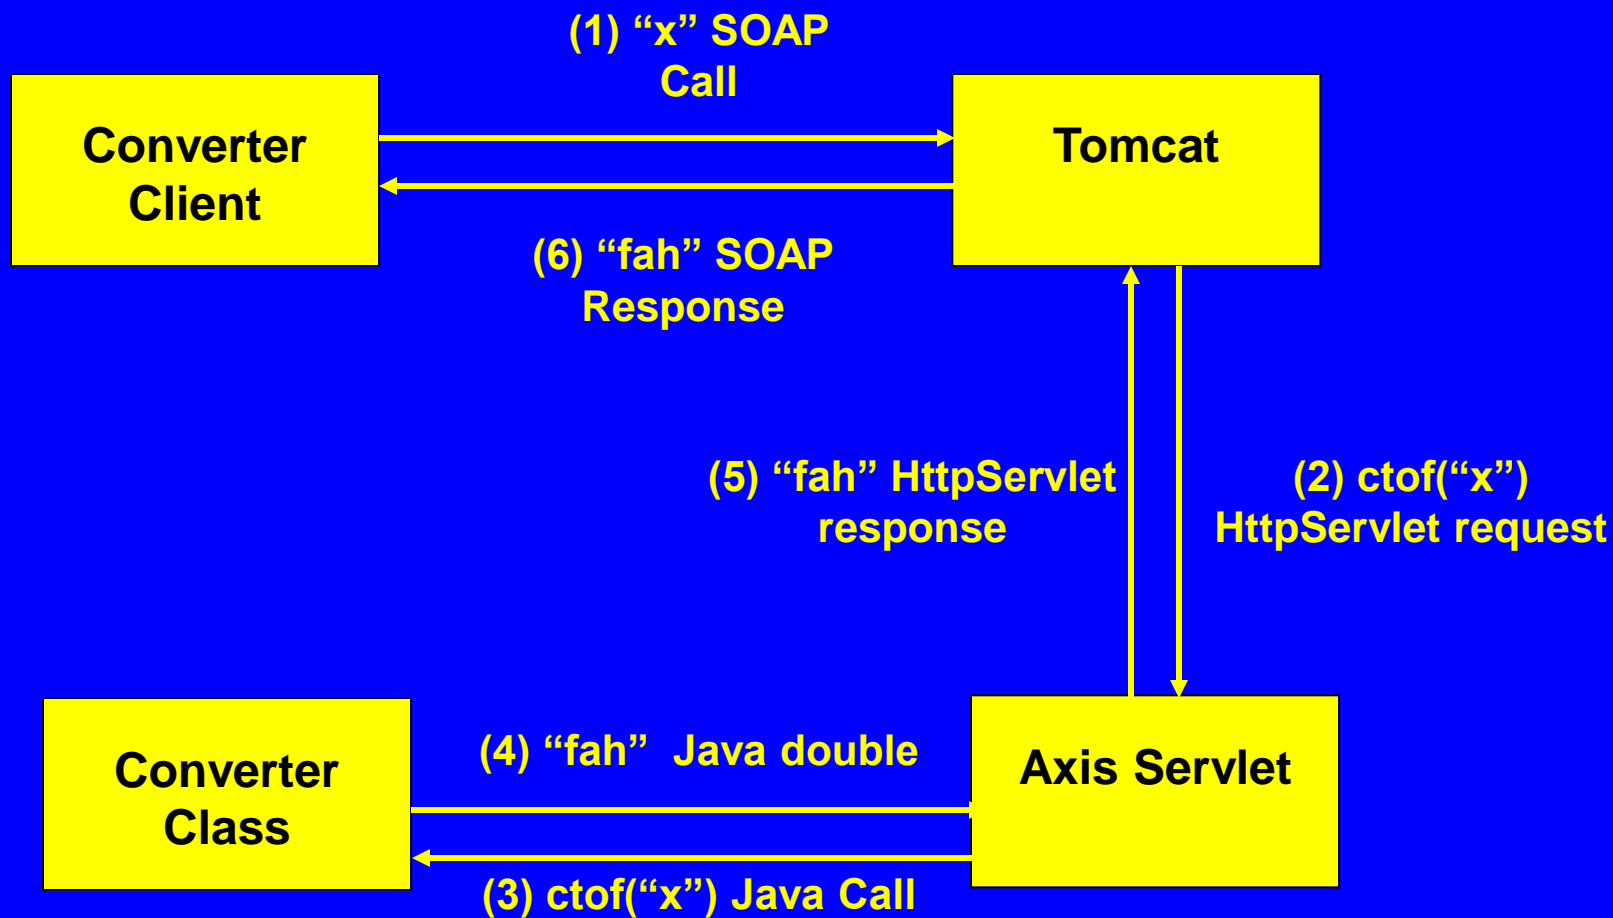 (1) “x” SOAP
Call
Converter
Client
Tomcat
(6) “fah” SOAP
Response
(5) “fah” HttpServlet
response
(2) ctof(“x”)
HttpServlet request
Converter
Class
(4) “fah” Java double
Axis Servlet
(3) ctof(“x”) Java Call